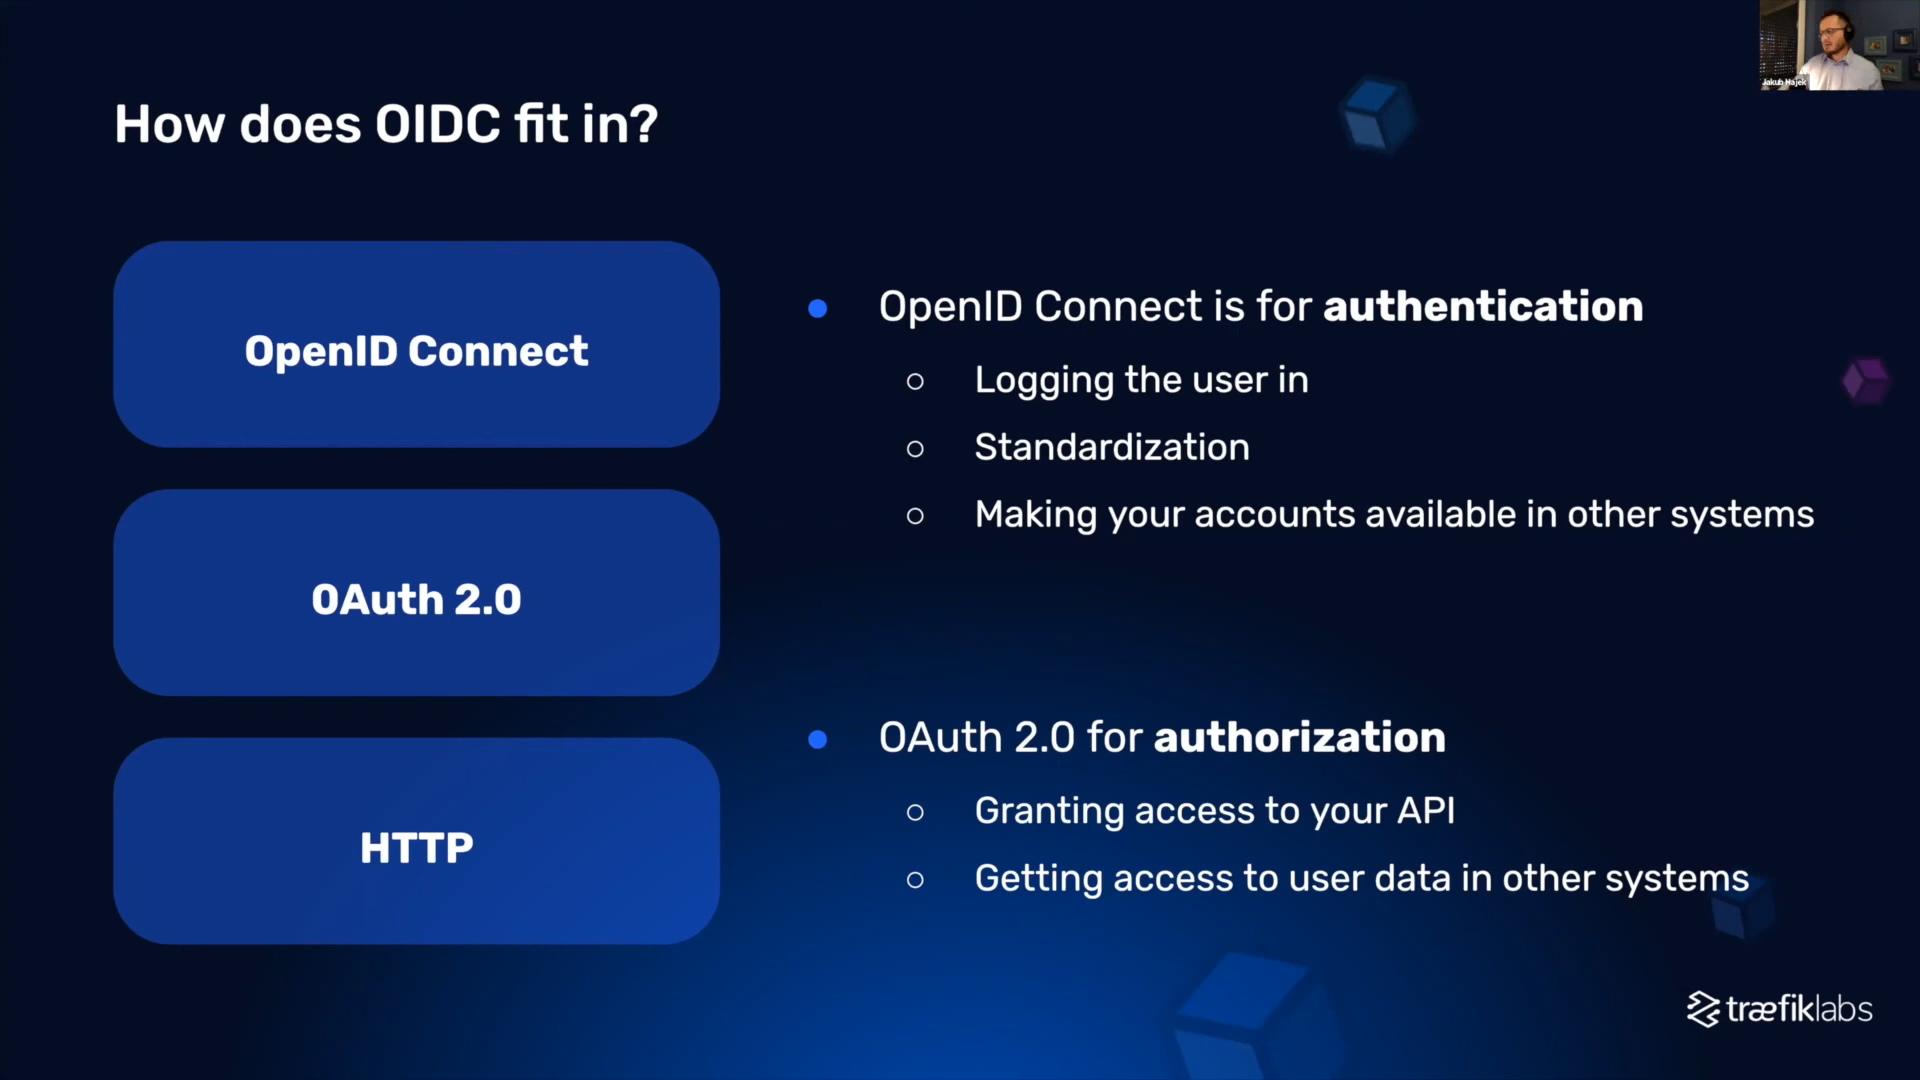 Jakub Hajek
How does OIDC fit in?
OpenID Connect
OAuth 2.0
HTTP
OpenID Connect is for authentication
Logging the user in
Standardization
Making your accounts available in other systems
OAuth 2.0 for authorization
Granting access to your API
Getting access to user data in other systems
træfiklabs